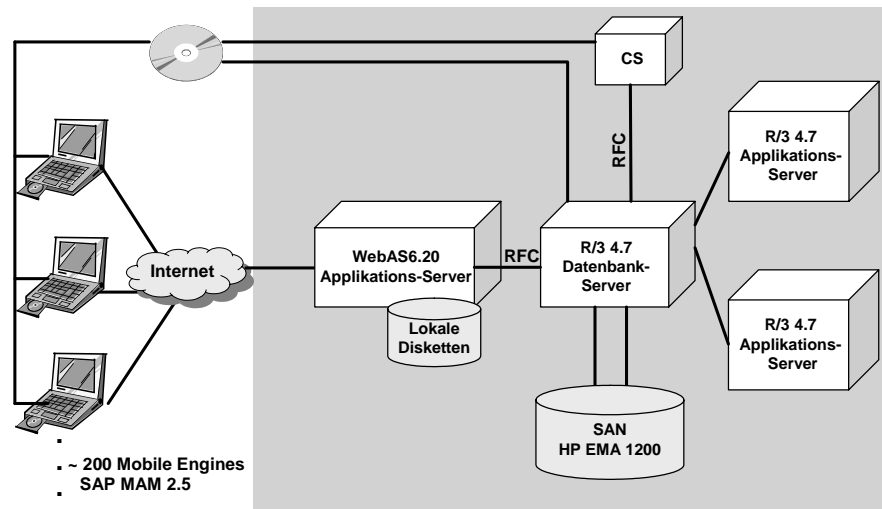 CS
R/3 4.7
Applikations-
Server
RFC
Internet
WebAS6.20
Applikations-Server
RFC
R/3 4.7
Datenbank-
Server
Lokale
Disketten
R/3 4.7
Applikations-
Server
SAN
HP EMA 1200
~ 200 Mobile Engines
SAP MAM 2.5